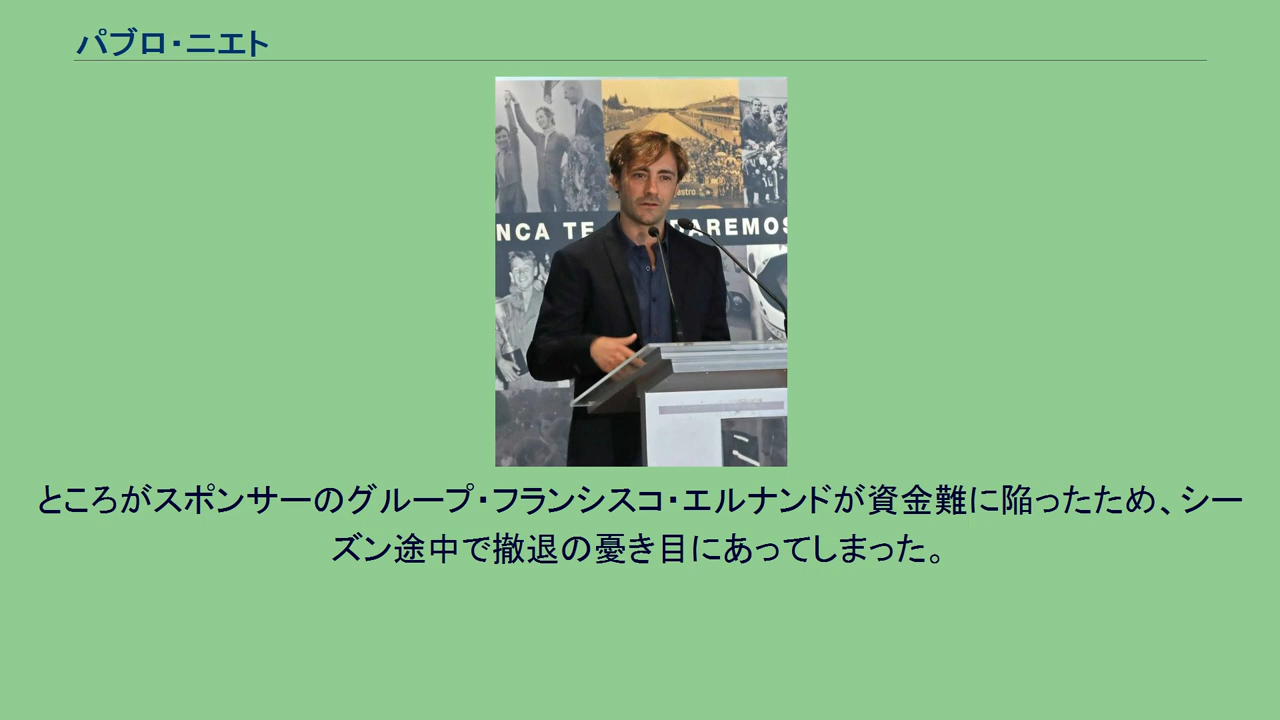 パブロ・ニエト
NCA TE
DAREMOS
ところがスポンサーのグループ・フランシスコ・エルナンドが資金難に陥ったため、シー
ズン途中で撤退の憂き目にあってしまった。